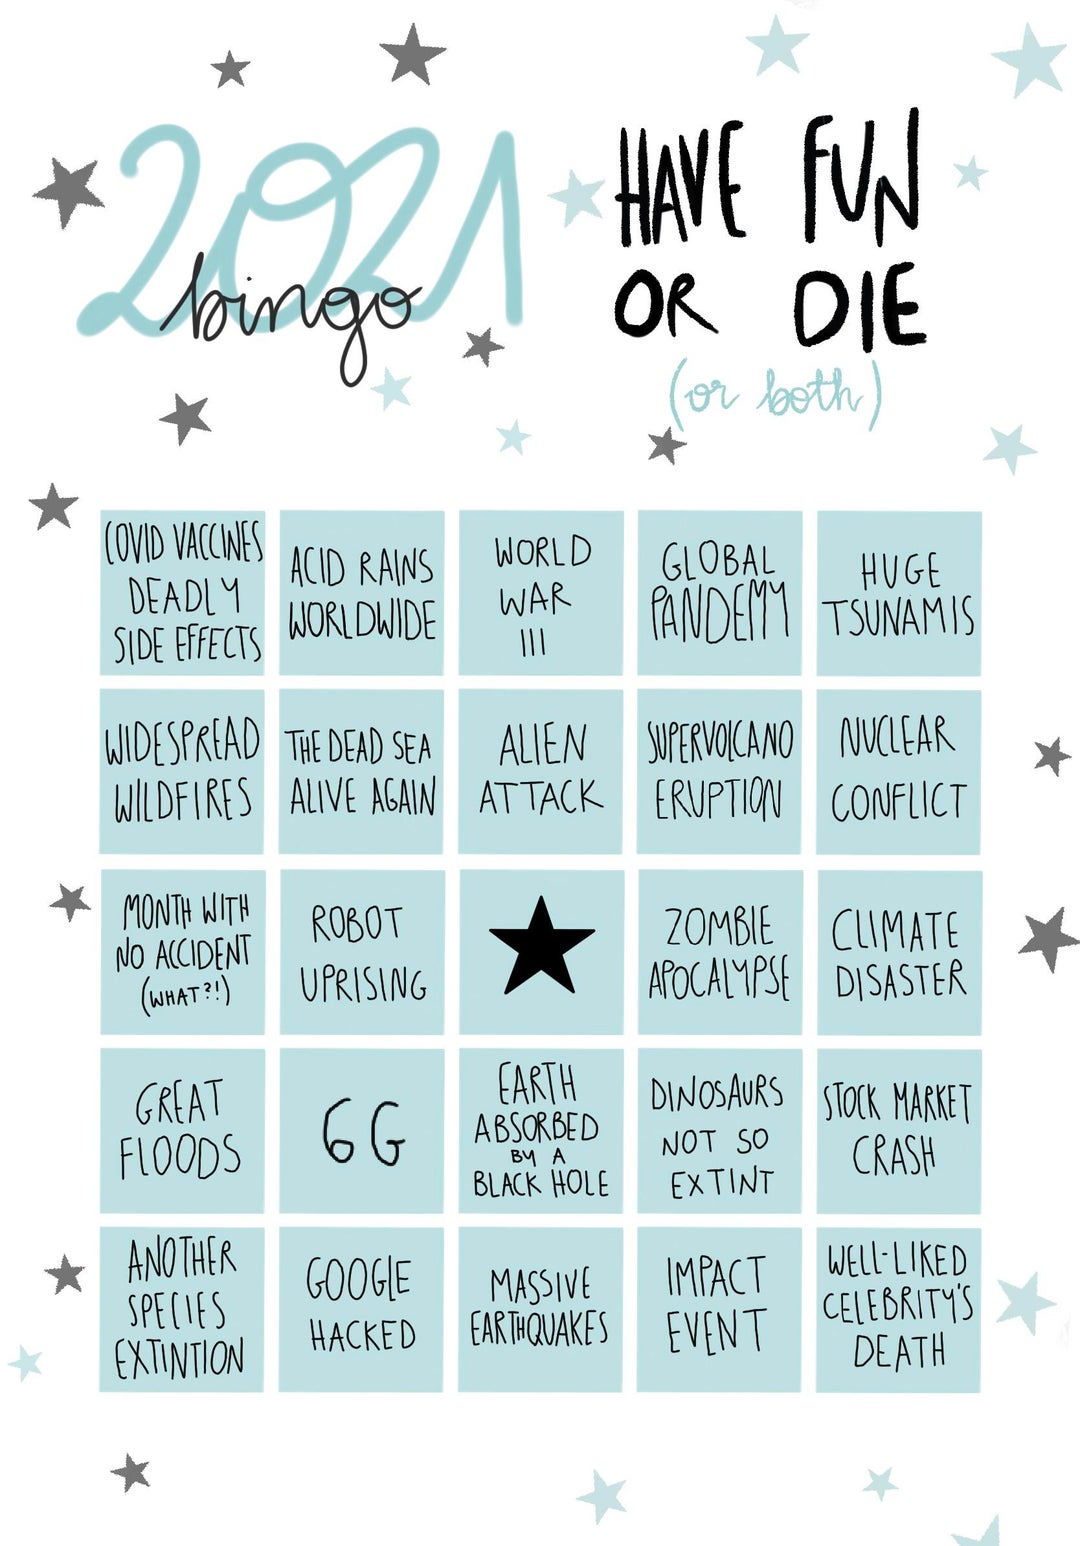 2021
bingo
HAVE FUN
OR DIE
(or both)
COVID VACCINES
DEADLY
SIDE EFFECTS
ACID RAINS
WORLDWIDE
WORLD
WAR
III
GLOBAL
PANDEMY
HUGE
TSUNAMIS
WIDESPREAD
WILDFIRES
THE DEAD SEA
ALIVE AGAIN
ALIEN
ATTACK
SUPERVOLCANO
ERUPTION
NUCLEAR
CONFLICT
MONTH WITH
NO ACCIDENT
(WHAT?!)
ROBOT
UPRISING
ZOMBIE
APOCALYPSE
CLIMATE
DISASTER
GREAT
FLOODS
6G
EARTH
ABSORBED
BY A
BLACK HOLE
DINOSAURS
NOT SO
EXTINT
STOCK MARKET
CRASH
ANOTHER
SPECIES
EXTINTION
GOOGLE
HACKED
MASSIVE
EARTHQUAKES
IMPACT
EVENT
WELL-LIKED
CELEBRITY'S
DEATH